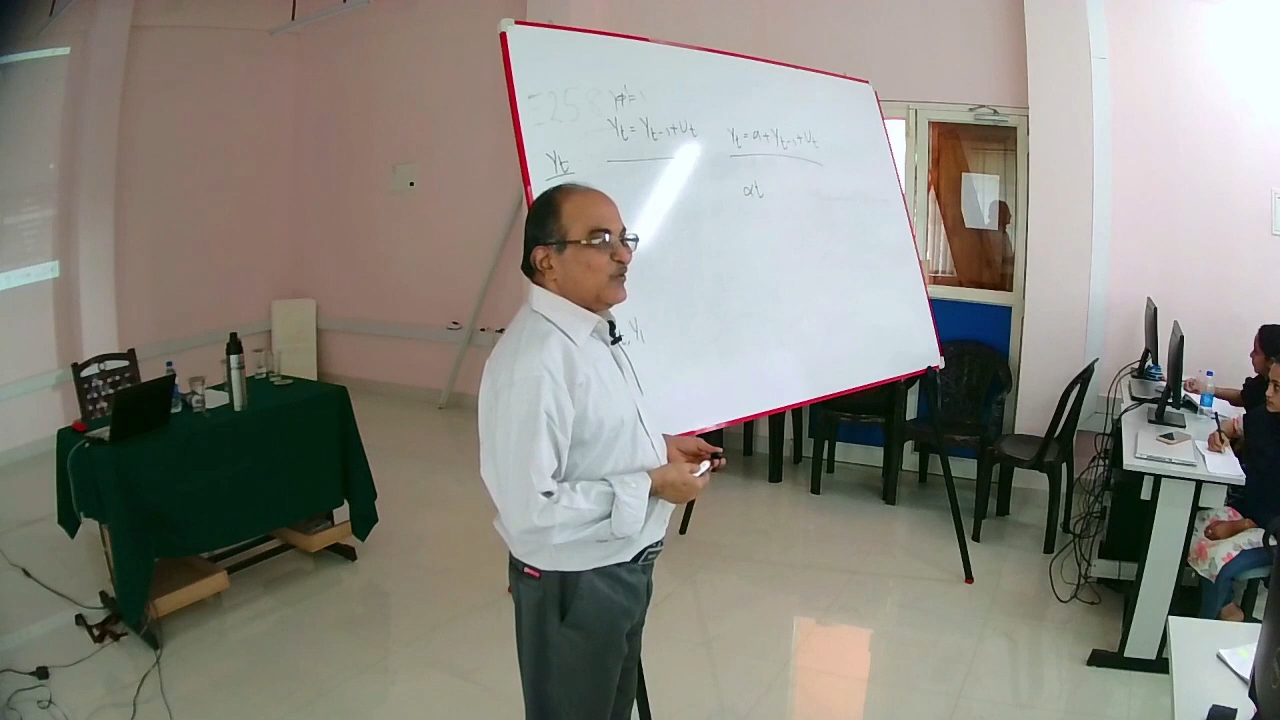 φ=1
Yt = Yt-1+Ut
Yt = a+Yt-1+Ut
Yt
αt